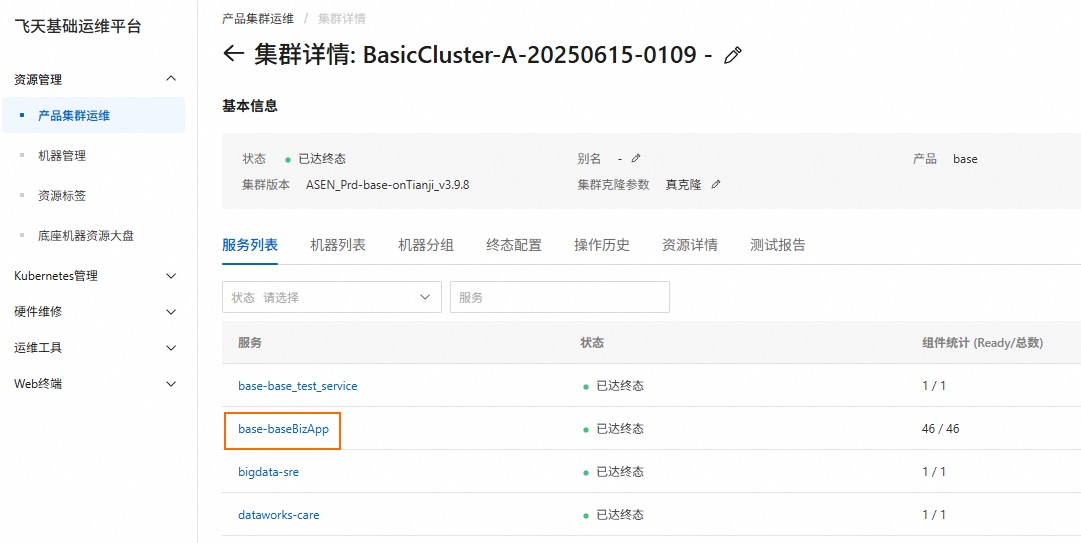 飞天基础运维平台
资源管理
产品集群运维
机器管理
资源标签
底座机器资源大盘
Kubernetes管理
硬件维修
运维工具
Web终端
产品集群运维 / 集群详情
集群详情: BasicCluster-A-20250615-0109 -
基本信息
状态 已达终态 别名 - 产品 base
集群版本 ASEN_Prd-base-onTianji_v3.9.8 集群克隆参数 真克隆
服务列表 机器列表 机器分组 终态配置 操作历史 资源详情 测试报告
状态 请选择 服务
服务 状态 组件统计 (Ready/总数)
base-base_test_service 已达终态 1 / 1
base-baseBizApp 已达终态 46 / 46
bigdata-sre 已达终态 1 / 1
dataworks-care 已达终态 1 / 1